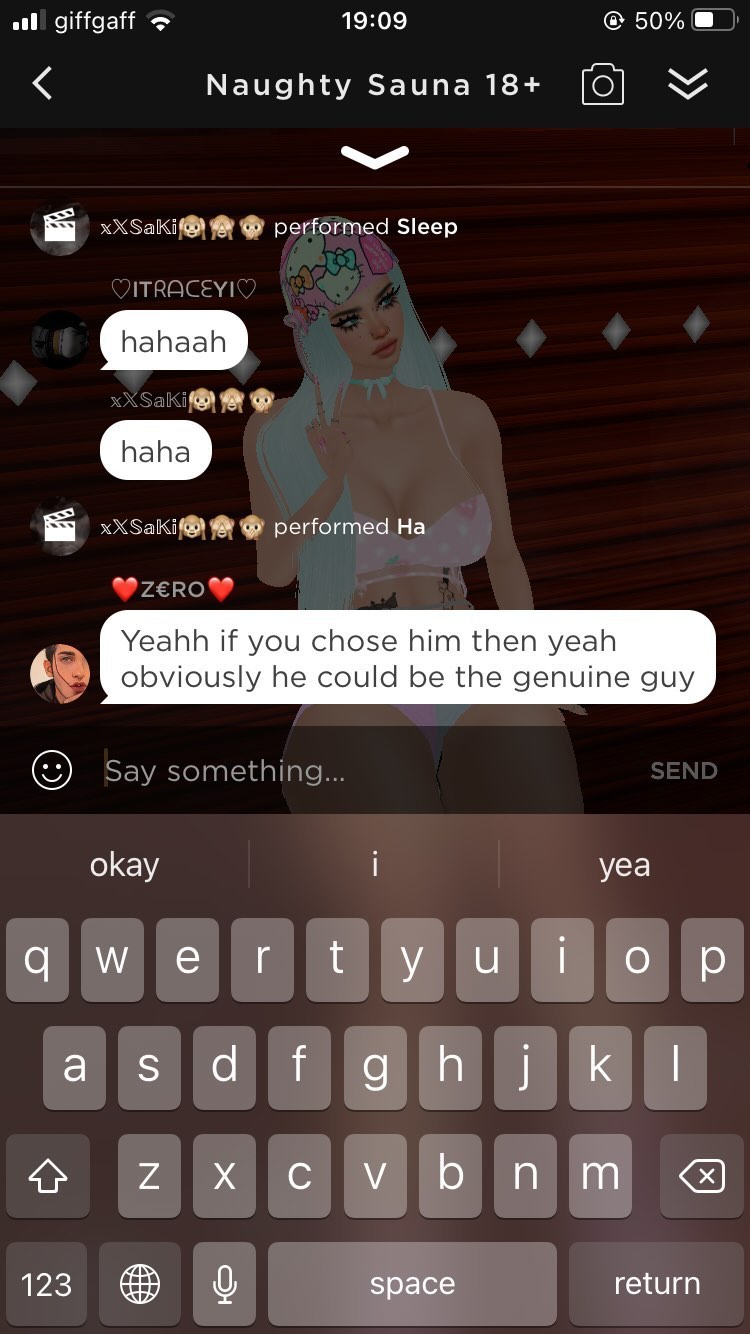 giffgaff 19:09 50%
Naughty Sauna 18+
xXSaKi🙉🙈🙊 performed Sleep
♡ITRACEYI♡
hahaah
xXSaKi🙉🙈🙊
haha
xXSaKi🙉🙈🙊 performed Ha
❤️Z€RO❤️
Yeahh if you chose him then yeah
obviously he could be the genuine guy
Say something... SEND
okay i yea
q w e r t y u i o p
a s d f g h j k l
z x c v b n m
123 space return